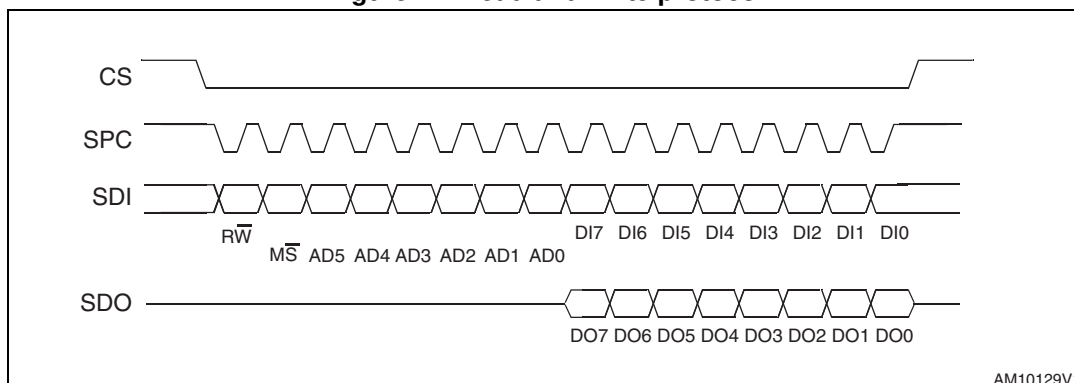 CS
SPC
SDI
RW̅ DI7 DI6 DI5 DI4 DI3 DI2 DI1 DI0
MS̅ AD5 AD4 AD3 AD2 AD1 AD0
SDO
DO7 DO6 DO5 DO4 DO3 DO2 DO1 DO0
AM10129V